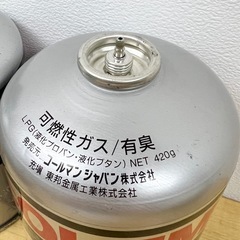 可燃性ガス/有臭
LPG(液化プロパン・液化ブタン) NET 420g
発売元．コールマン ジャパン株式会社
充填 東邦金属工業株式会社